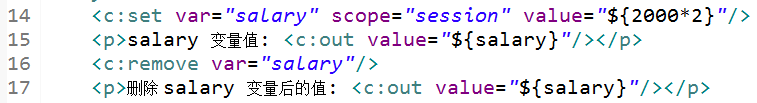 14 <c:set var="salary" scope="session" value="${2000*2}"/>
15 <p>salary 变量值: <c:out value="${salary}"/></p>
16 <c:remove var="salary"/>
17 <p>删除 salary 变量后的值: <c:out value="${salary}"/></p>